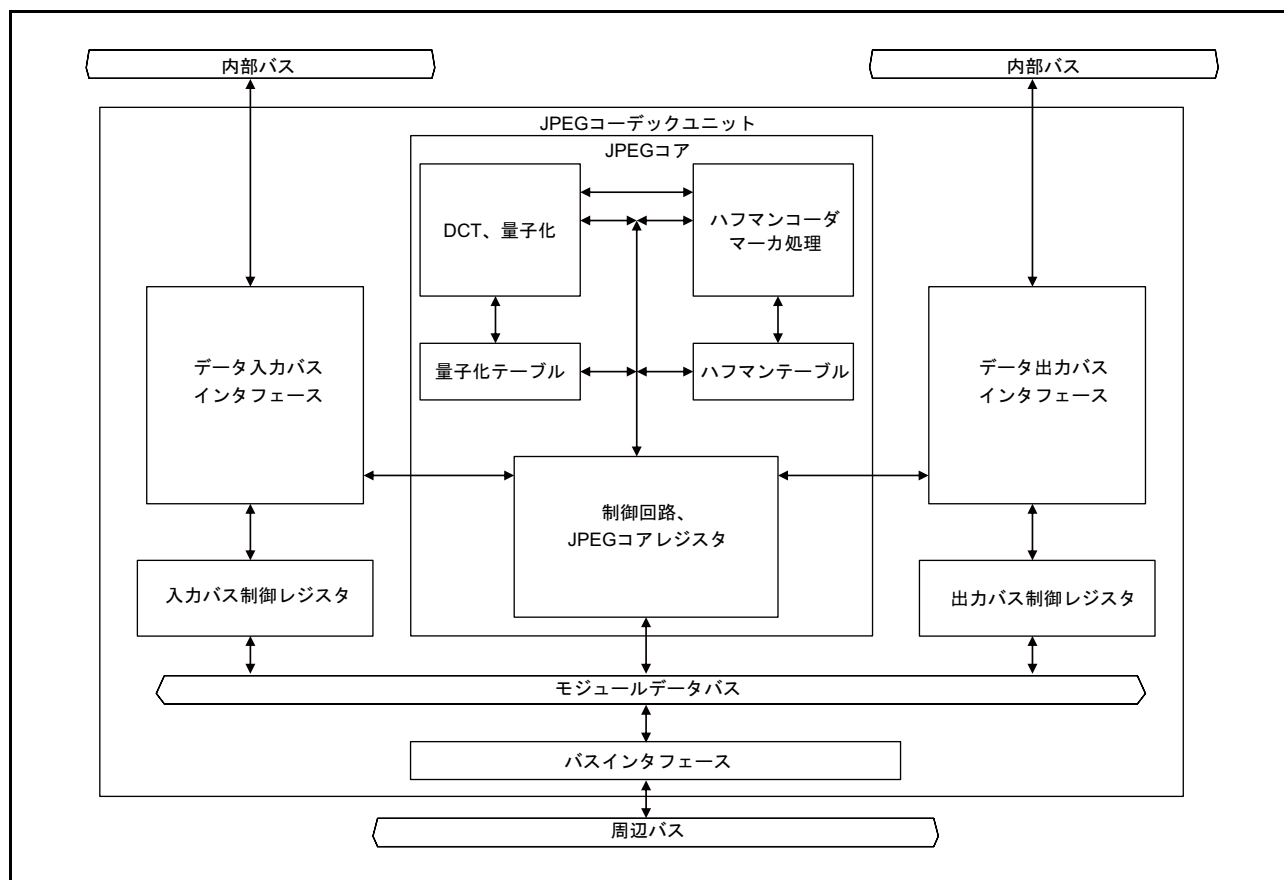 内部バス
内部バス
JPEGコーデックユニット
JPEGコア
DCT、量子化
ハフマンコーダ
マーカ処理
データ入力バス
インタフェース
量子化テーブル
ハフマンテーブル
データ出力バス
インタフェース
制御回路、
JPEGコアレジスタ
入力バス制御レジスタ
出力バス制御レジスタ
モジュールデータバス
バスインタフェース
周辺バス